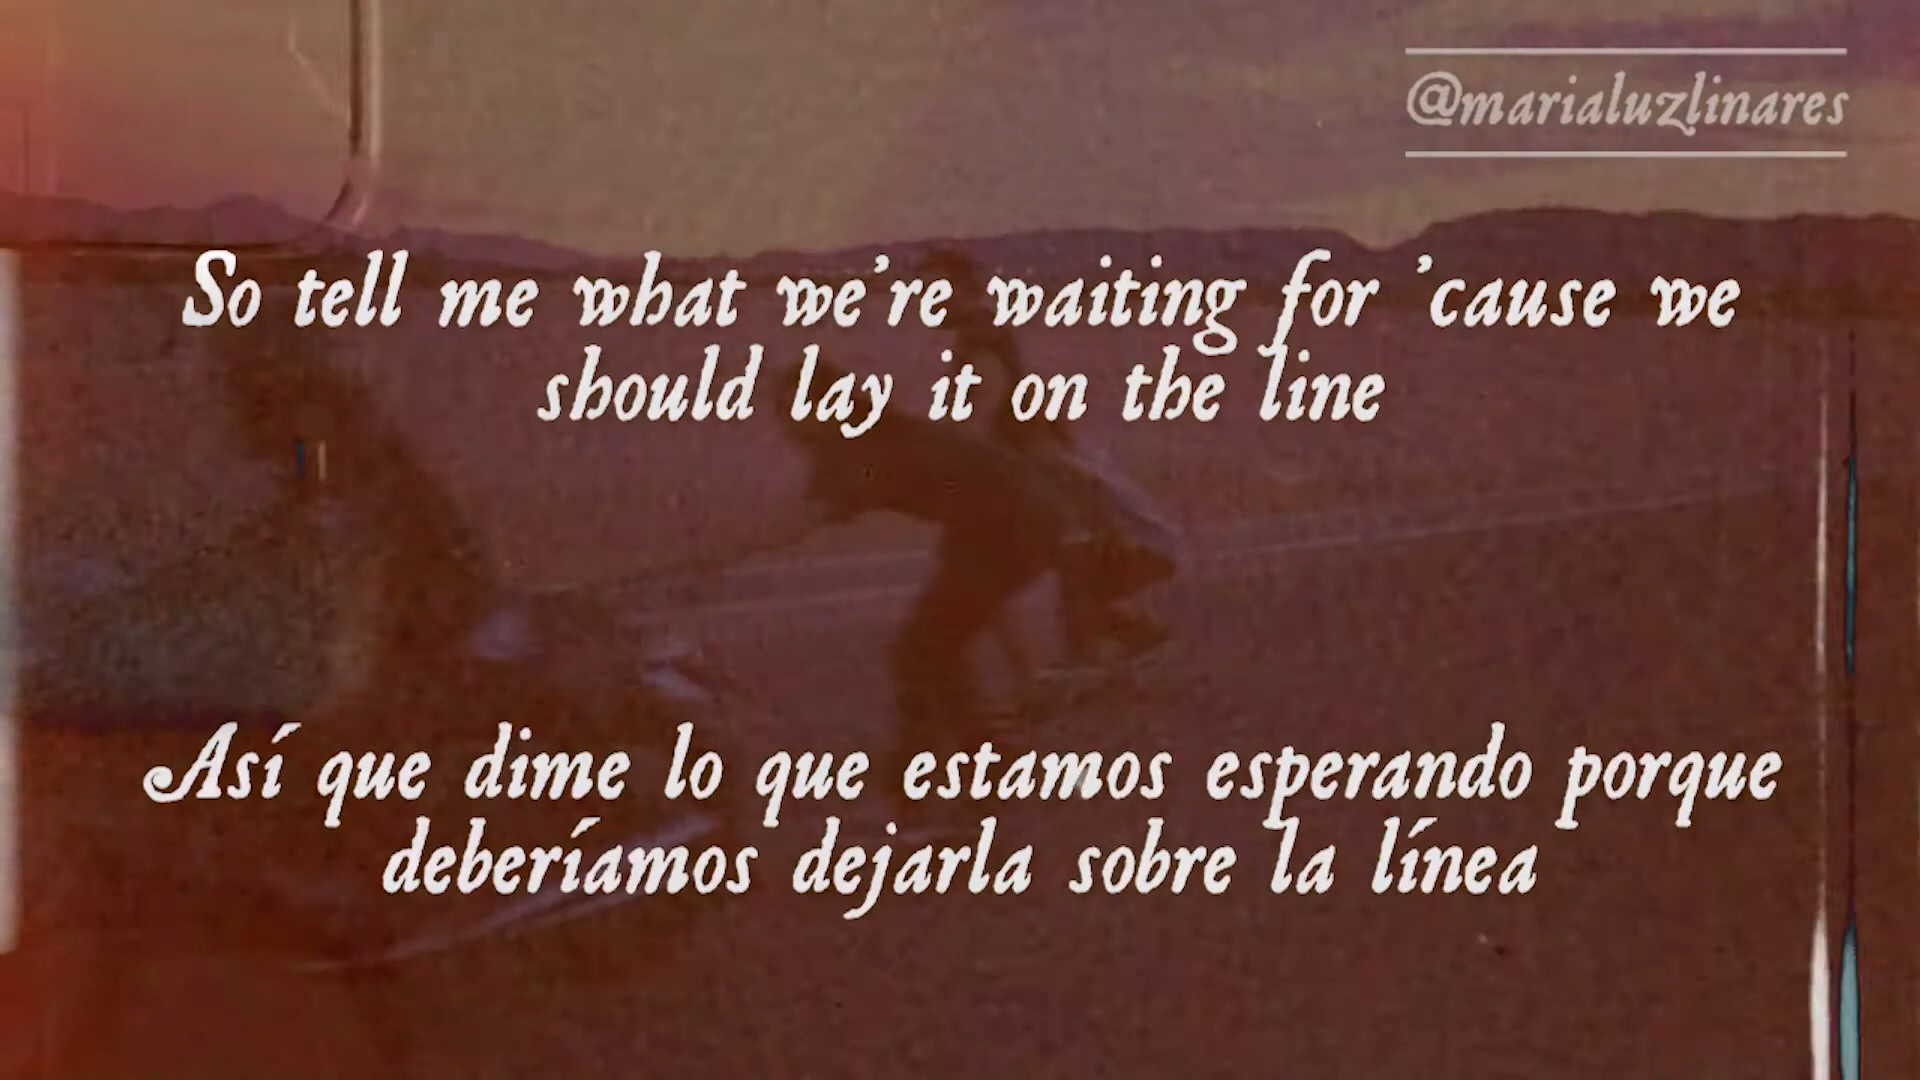 @marialuzlinares
So tell me what we're waiting for 'cause we
should lay it on the line
Así que dime lo que estamos esperando porque
deberíamos dejarla sobre la línea